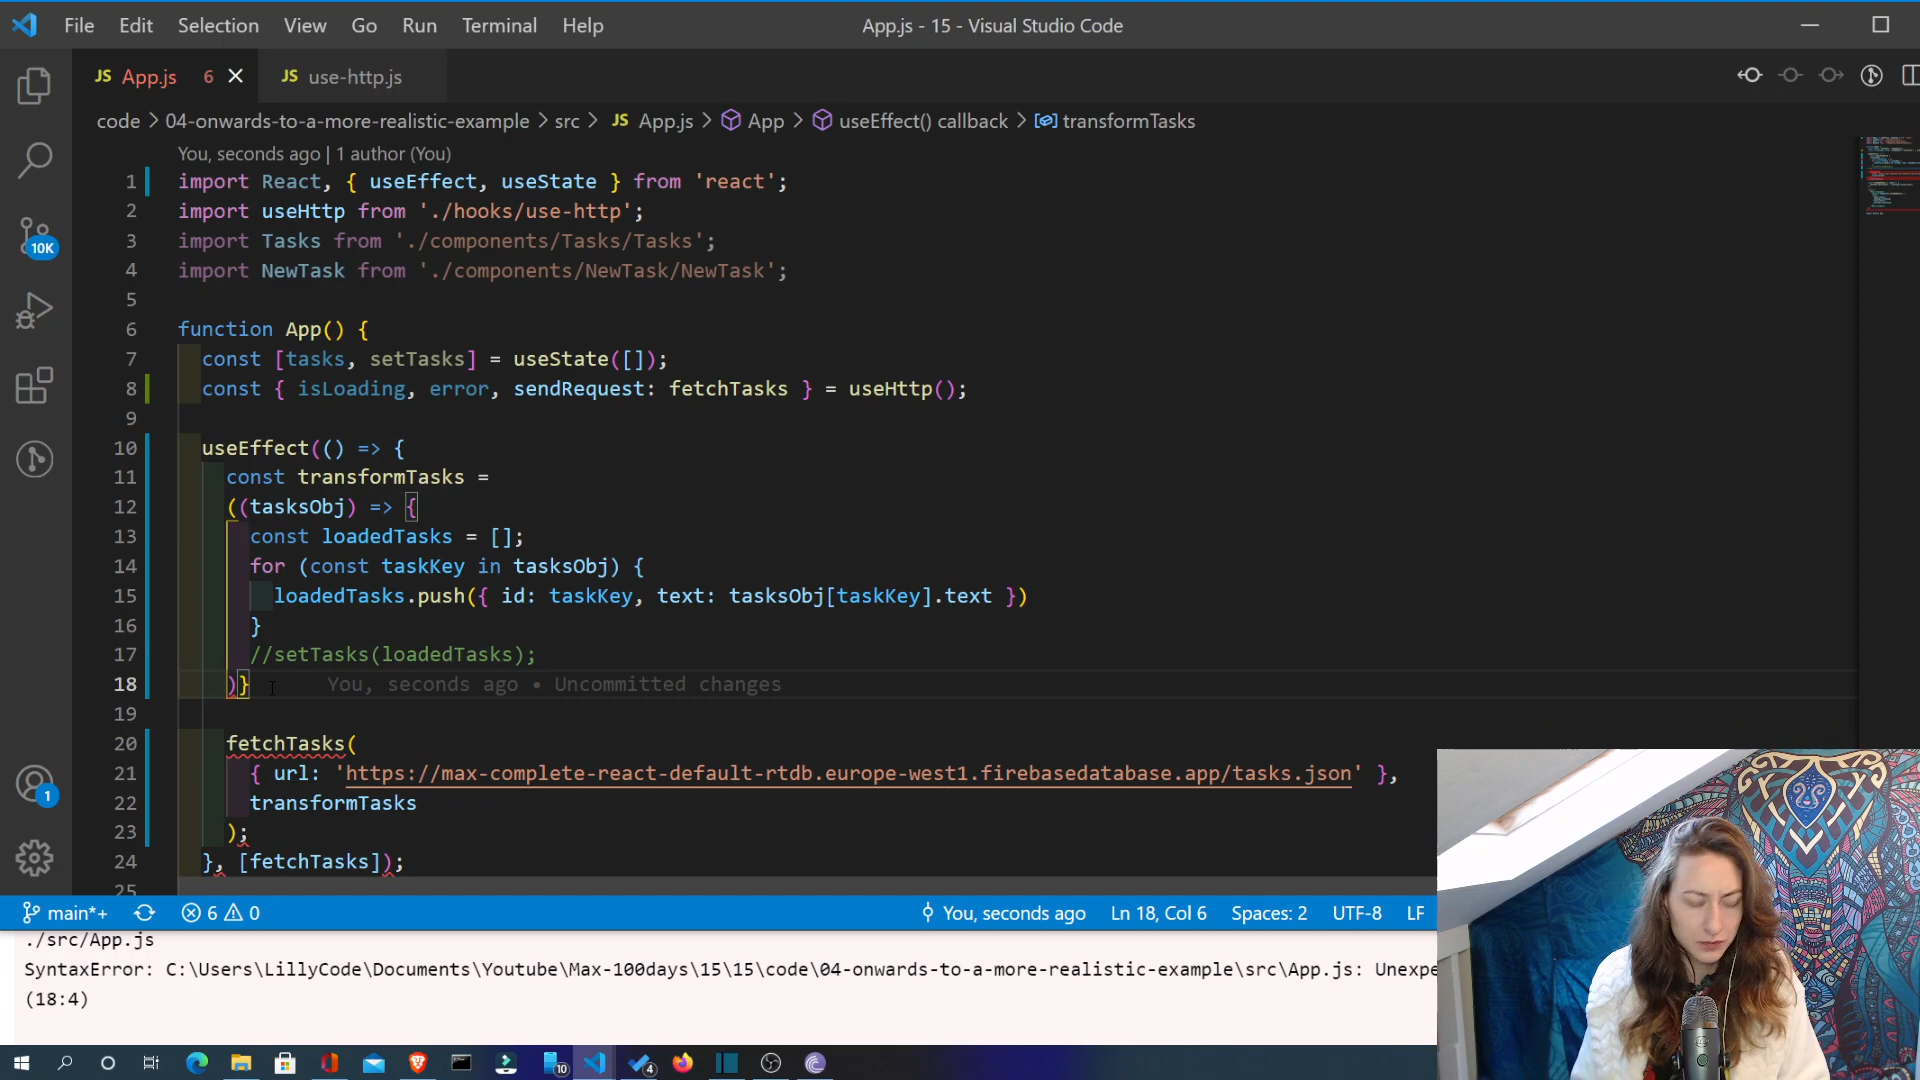 File Edit Selection View Go Run Terminal Help App.js - 15 - Visual Studio Code
JS App.js 6 JS use-http.js
code > 04-onwards-to-a-more-realistic-example > src > JS App.js > App > useEffect() callback > transformTasks
You, seconds ago | 1 author (You)
1 import React, { useEffect, useState } from 'react';
2 import useHttp from './hooks/use-http';
3 import Tasks from './components/Tasks/Tasks';
4 import NewTask from './components/NewTask/NewTask';
5
6 function App() {
7 const [tasks, setTasks] = useState([]);
8 const { isLoading, error, sendRequest: fetchTasks } = useHttp();
9
10 useEffect(() => {
11 const transformTasks =
12 ((tasksObj) => {
13 const loadedTasks = [];
14 for (const taskKey in tasksObj) {
15 loadedTasks.push({ id: taskKey, text: tasksObj[taskKey].text })
16 }
17 //setTasks(loadedTasks);
18 )} You, seconds ago • Uncommitted changes
19
20 fetchTasks(
21 { url: 'https://max-complete-react-default-rtdb.europe-west1.firebasedatabase.app/tasks.json' },
22 transformTasks
23 );
24 }, [fetchTasks]);
25
10K
1
main*+ 6 0 You, seconds ago Ln 18, Col 6 Spaces: 2 UTF-8 LF
./src/App.js
SyntaxError: C:\Users\LillyCode\Documents\Youtube\Max-100days\15\15\code\04-onwards-to-a-more-realistic-example\src\App.js: Unexpe
(18:4)
10 4